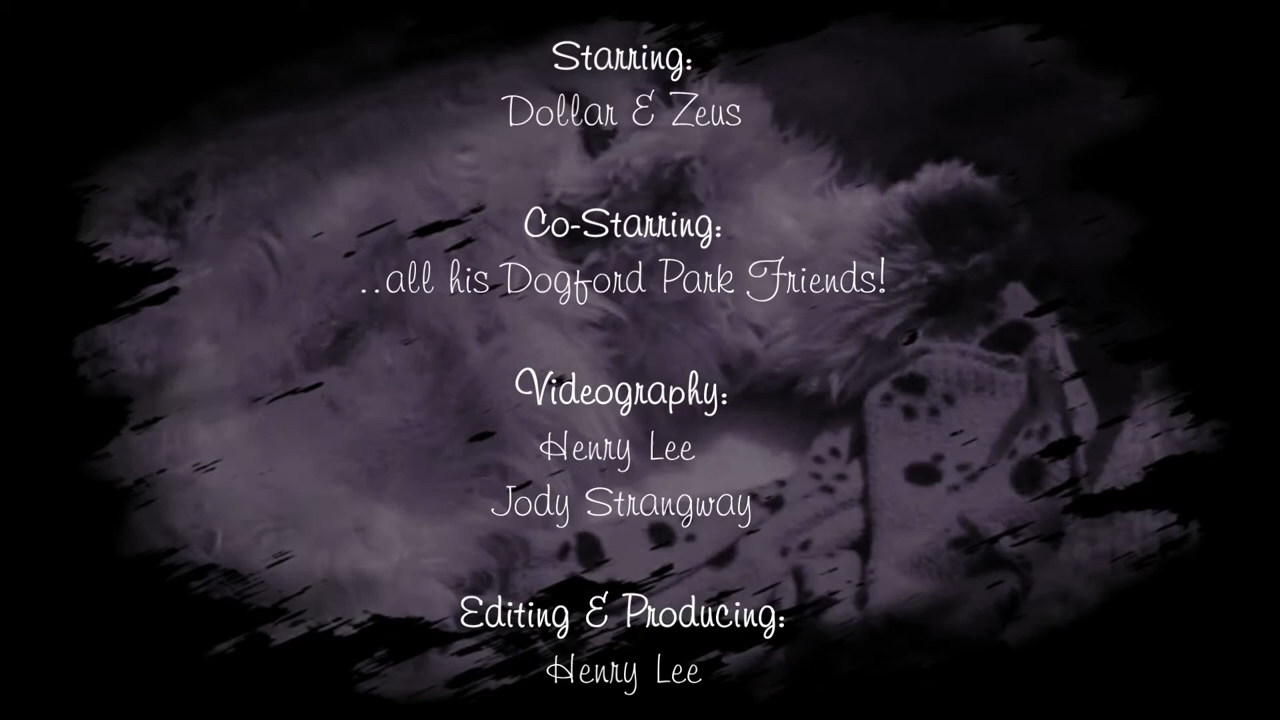 Starring:
Dollar & Zeus
Co-Starring:
..all his Dogford Park Friends!
Videography:
Henry Lee
Jody Strangway
Editing & Producing:
Henry Lee